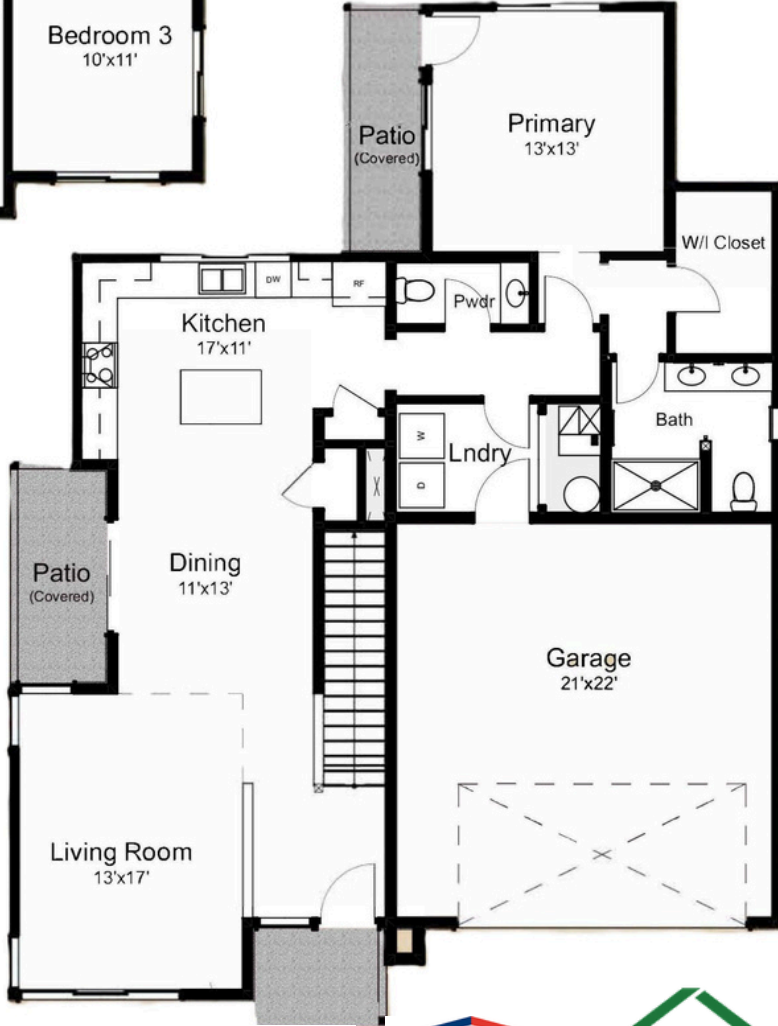 Bedroom 3
10'x11'
Patio
(Covered)
Primary
13'x13'
W/I Closet
DW
RF
Pwdr
Kitchen
17'x11'
W
Lndry
D
Bath
Patio
(Covered)
Dining
11'x13'
Garage
21'x22'
Living Room
13'x17'